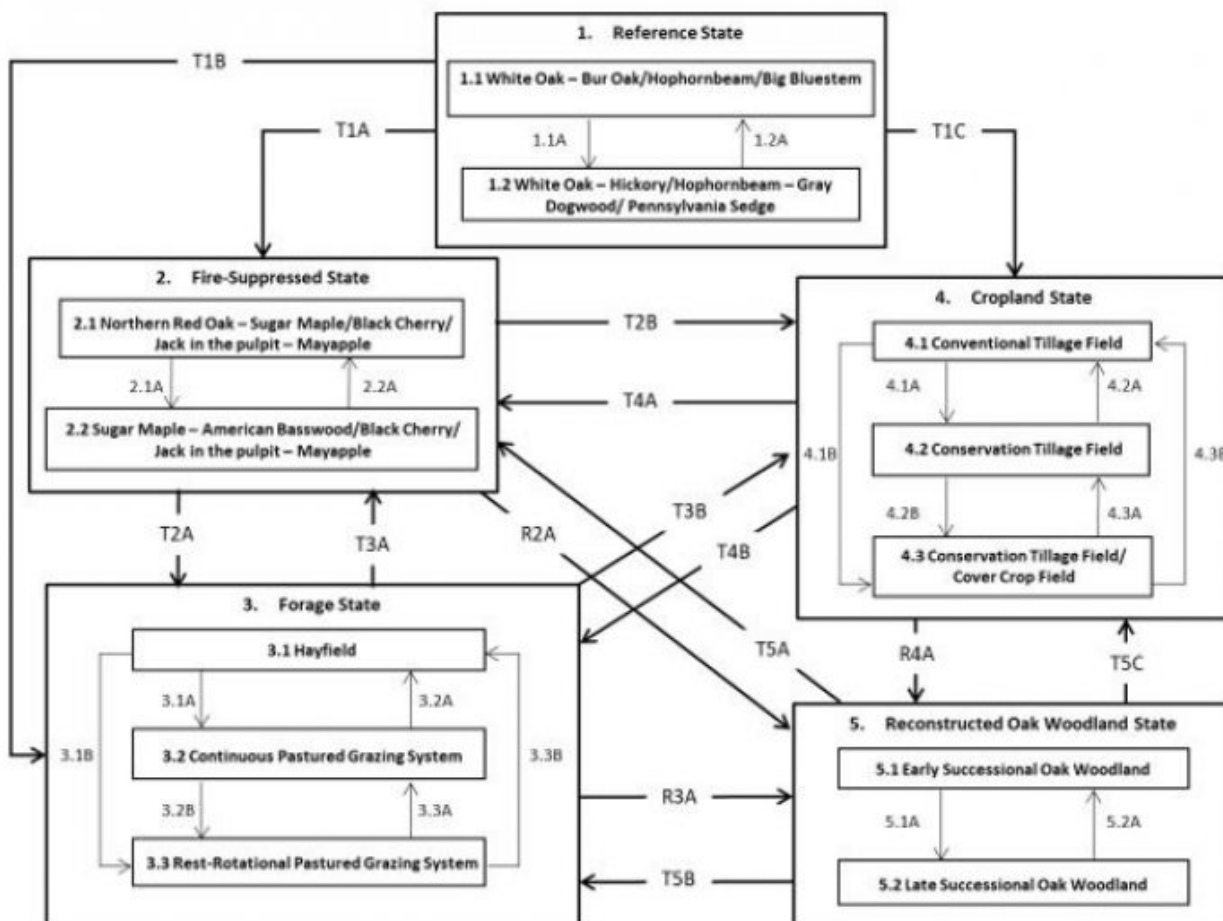 1. Reference State
T1B
1.1 White Oak – Bur Oak/Hophornbeam/Big Bluestem
T1A
T1C
1.1A
1.2A
1.2 White Oak – Hickory/Hophornbeam – Gray
Dogwood/ Pennsylvania Sedge
2. Fire-Suppressed State
2.1 Northern Red Oak – Sugar Maple/Black Cherry/
Jack in the pulpit – Mayapple
2.1A
2.2A
2.2 Sugar Maple – American Basswood/Black Cherry/
Jack in the pulpit – Mayapple
T2B
T4A
4. Cropland State
4.1 Conventional Tillage Field
4.1A
4.2A
4.2 Conservation Tillage Field
4.1B
4.3B
4.2B
4.3A
4.3 Conservation Tillage Field/
Cover Crop Field
T2A
T3A
R2A
T3B
T4B
T5A
R4A
T5C
3. Forage State
3.1 Hayfield
3.1A
3.2A
3.2 Continuous Pastured Grazing System
3.1B
3.3B
3.2B
3.3A
3.3 Rest-Rotational Pastured Grazing System
R3A
T5B
5. Reconstructed Oak Woodland State
5.1 Early Successional Oak Woodland
5.1A
5.2A
5.2 Late Successional Oak Woodland